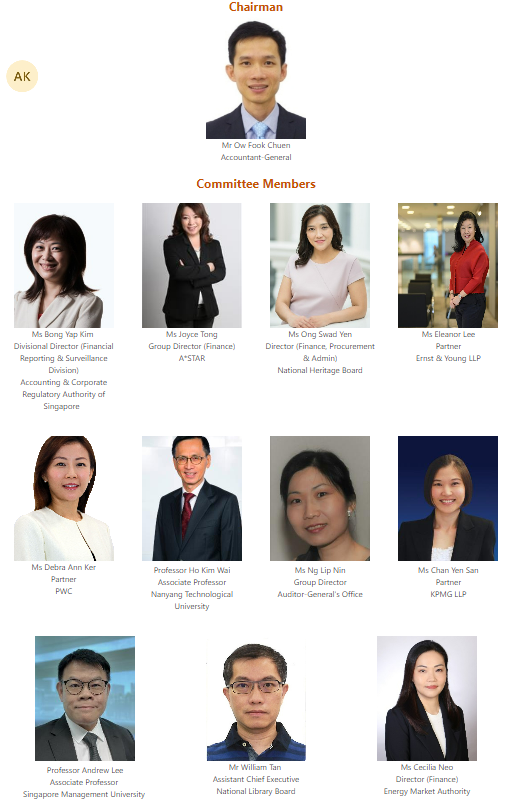 Chairman
AK
Mr Ow Fook Chuen
Accountant-General
Committee Members
Ms Bong Yap Kim
Divisional Director (Financial
Reporting & Surveillance
Division)
Accounting & Corporate
Regulatory Authority of
Singapore
Ms Joyce Tong
Group Director (Finance)
A*STAR
Ms Ong Swad Yen
Director (Finance, Procurement
& Admin)
National Heritage Board
Ms Eleanor Lee
Partner
Ernst & Young LLP
Ms Debra Ann Ker
Partner
PWC
Professor Ho Kim Wai
Associate Professor
Nanyang Technological
University
Ms Ng Lip Nin
Group Director
Auditor-General's Office
Ms Chan Yen San
Partner
KPMG LLP
Professor Andrew Lee
Associate Professor
Singapore Management University
Mr William Tan
Assistant Chief Executive
National Library Board
Ms Cecilia Neo
Director (Finance)
Energy Market Authority